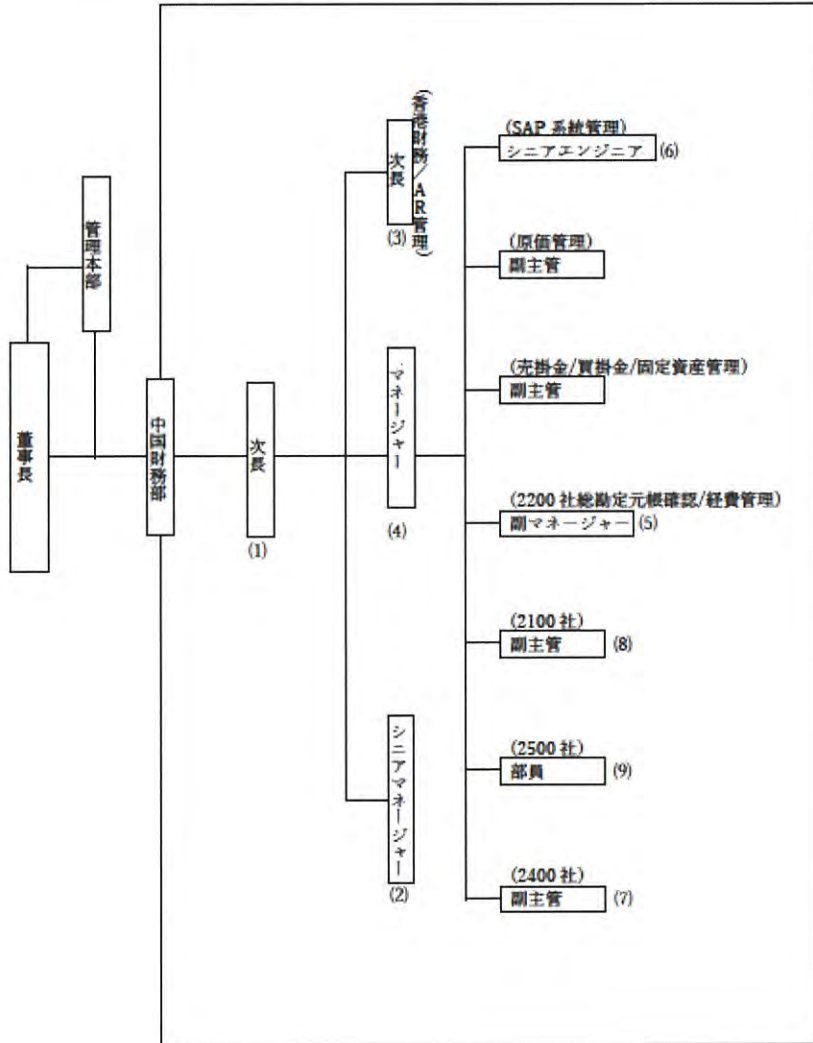 董事長
管理本部
中国財務部
次長
(1)
次長
(香港財務/AR管理)
(3)
マネージャー
(4)
シニアマネージャー
(2)
(SAP 系統管理)
シニアエンジニア (6)
(原価管理)
副主管
(売掛金/買掛金/固定資産管理)
副主管
(2200 社総勘定元帳確認/経費管理)
副マネージャー (5)
(2100 社)
副主管 (8)
(2500 社)
部員 (9)
(2400 社)
副主管 (7)